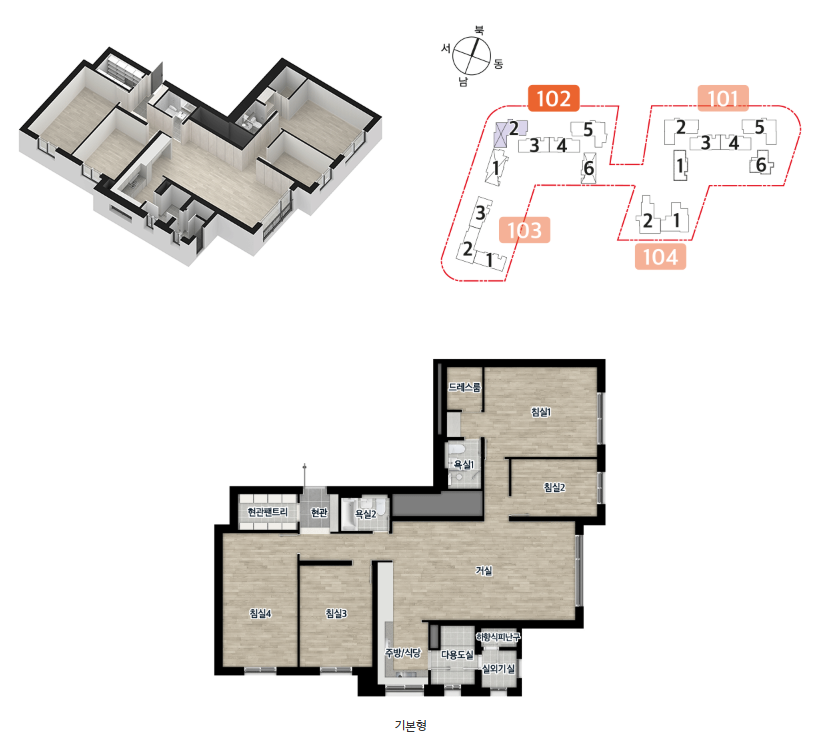 북
서
동
남
102
101
2
5
3
4
1
6
2
5
3
4
1
6
3
103
2
1
2
1
104
드레스룸
침실1
욕실1
침실2
현관팬트리
현관
욕실2
거실
침실4
침실3
주방/식당
다용도실
하향식피난구
실외기실
기본형